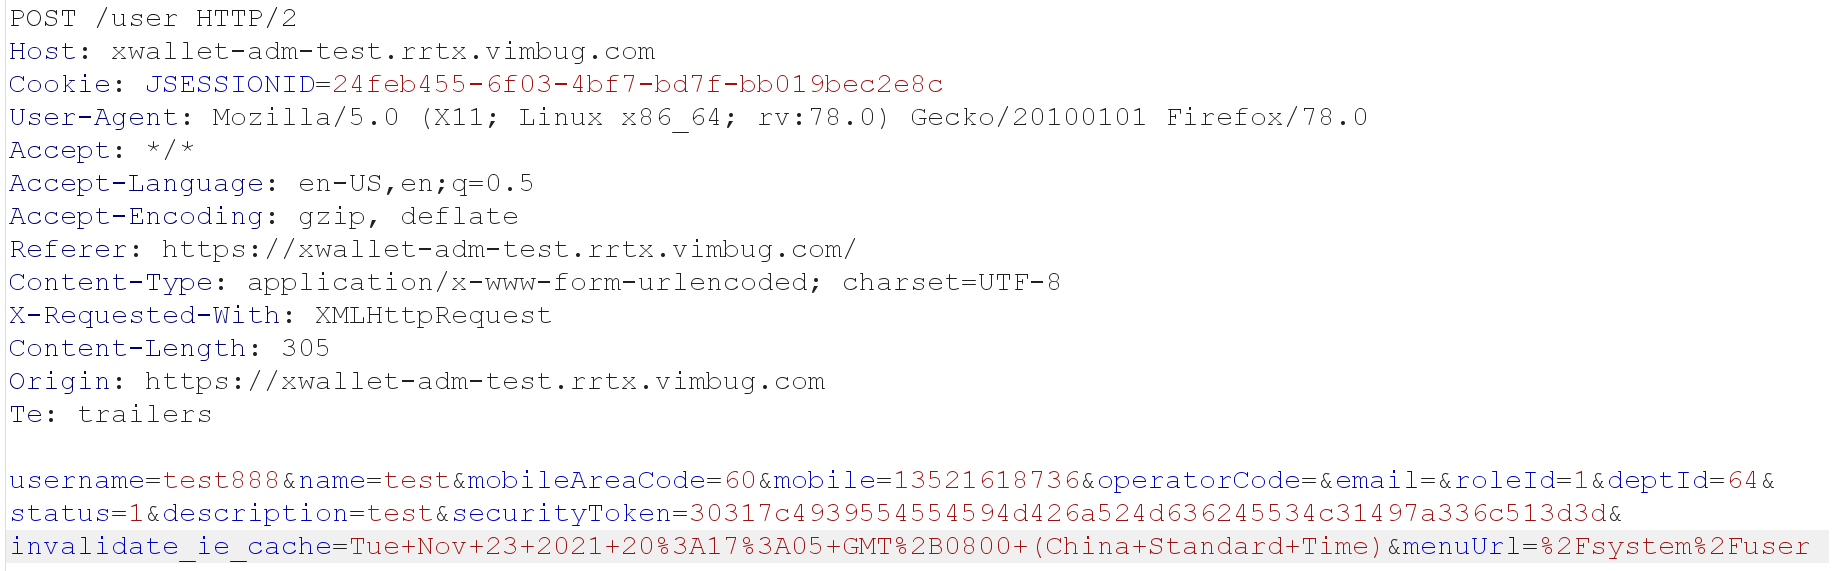 POST /user HTTP/2
Host: xwallet-adm-test.rrtx.vimbug.com
Cookie: JSESSIONID=24feb455-6f03-4bf7-bd7f-bb019bec2e8c
User-Agent: Mozilla/5.0 (X11; Linux x86_64; rv:78.0) Gecko/20100101 Firefox/78.0
Accept: */*
Accept-Language: en-US,en;q=0.5
Accept-Encoding: gzip, deflate
Referer: https://xwallet-adm-test.rrtx.vimbug.com/
Content-Type: application/x-www-form-urlencoded; charset=UTF-8
X-Requested-With: XMLHttpRequest
Content-Length: 305
Origin: https://xwallet-adm-test.rrtx.vimbug.com
Te: trailers
username=test888&name=test&mobileAreaCode=60&mobile=13521618736&operatorCode=&email=&roleId=1&deptId=64&
status=1&description=test&securityToken=30317c4939554554594d426a524d636245534c31497a336c513d3d&
invalidate_ie_cache=Tue+Nov+23+2021+20%3A17%3A05+GMT%2B0800+(China+Standard+Time)&menuUrl=%2Fsystem%2Fuser